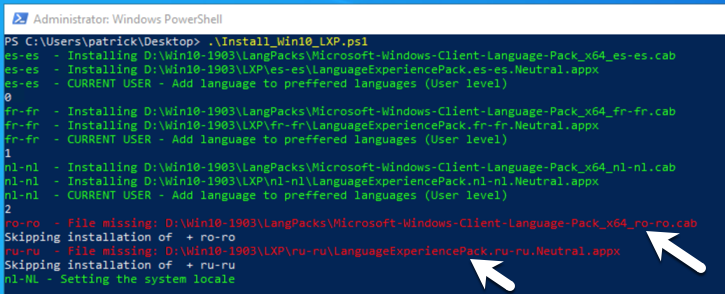 Administrator: Windows PowerShell
PS C:\Users\patrick\Desktop> .\Install_Win10_LXP.ps1
es-es - Installing D:\Win10-1903\LangPacks\Microsoft-Windows-Client-Language-Pack_x64_es-es.cab
es-es - Installing D:\Win10-1903\LXP\es-es\LanguageExperiencePack.es-es.Neutral.appx
es-es - CURRENT USER - Add language to preffered languages (User level)
0
fr-fr - Installing D:\Win10-1903\LangPacks\Microsoft-Windows-Client-Language-Pack_x64_fr-fr.cab
fr-fr - Installing D:\Win10-1903\LXP\fr-fr\LanguageExperiencePack.fr-fr.Neutral.appx
fr-fr - CURRENT USER - Add language to preffered languages (User level)
1
nl-nl - Installing D:\Win10-1903\LangPacks\Microsoft-Windows-Client-Language-Pack_x64_nl-nl.cab
nl-nl - Installing D:\Win10-1903\LXP\nl-nl\LanguageExperiencePack.nl-nl.Neutral.appx
nl-nl - CURRENT USER - Add language to preffered languages (User level)
2
ro-ro - File missing: D:\Win10-1903\LangPacks\Microsoft-Windows-Client-Language-Pack_x64_ro-ro.cab
Skipping installation of + ro-ro
ru-ru - File missing: D:\Win10-1903\LXP\ru-ru\LanguageExperiencePack.ru-ru.Neutral.appx
Skipping installation of + ru-ru
nl-NL - Setting the system locale